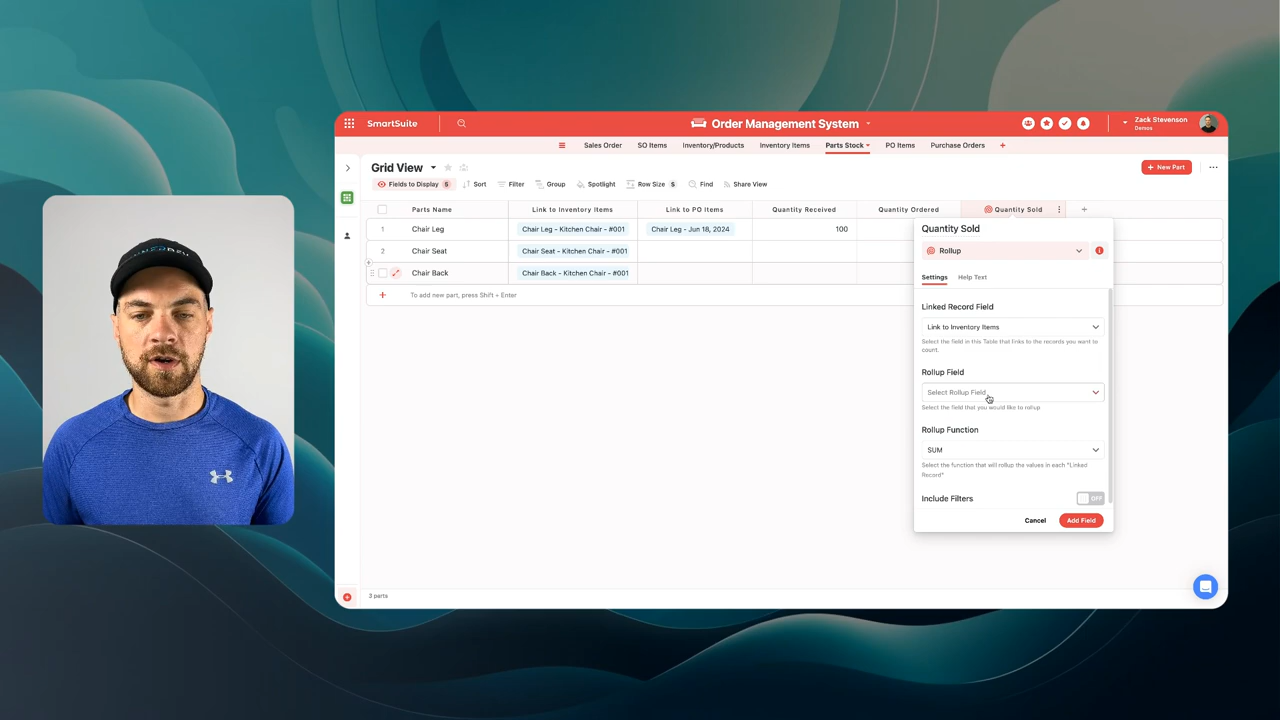 SmartSuite
Order Management System
Zack Stevenson
Demos
Sales Order
SO Items
Inventory/Products
Inventory Items
Parts Stock
PO Items
Purchase Orders
Grid View
New Part
Fields to Display 5
Sort
Filter
Group
Spotlight
Row Size S
Find
Share View
Parts Name
Link to Inventory Items
Link to PO Items
Quantity Received
Quantity Ordered
Quantity Sold
1 Chair Leg
Chair Leg - Kitchen Chair - #001
Chair Leg - Jun 18, 2024
100
2 Chair Seat
Chair Seat - Kitchen Chair - #001
Chair Back
Chair Back - Kitchen Chair - #001
To add new part, press Shift + Enter
Quantity Sold
Rollup
Settings
Help Text
Linked Record Field
Link to Inventory Items
Select the field in this Table that links to the records you want to
count.
Rollup Field
Select Rollup Field
Select the field that you would like to rollup
Rollup Function
SUM
Select the function that will rollup the values in each "Linked
Record"
Include Filters
OFF
Cancel
Add Field
3 parts